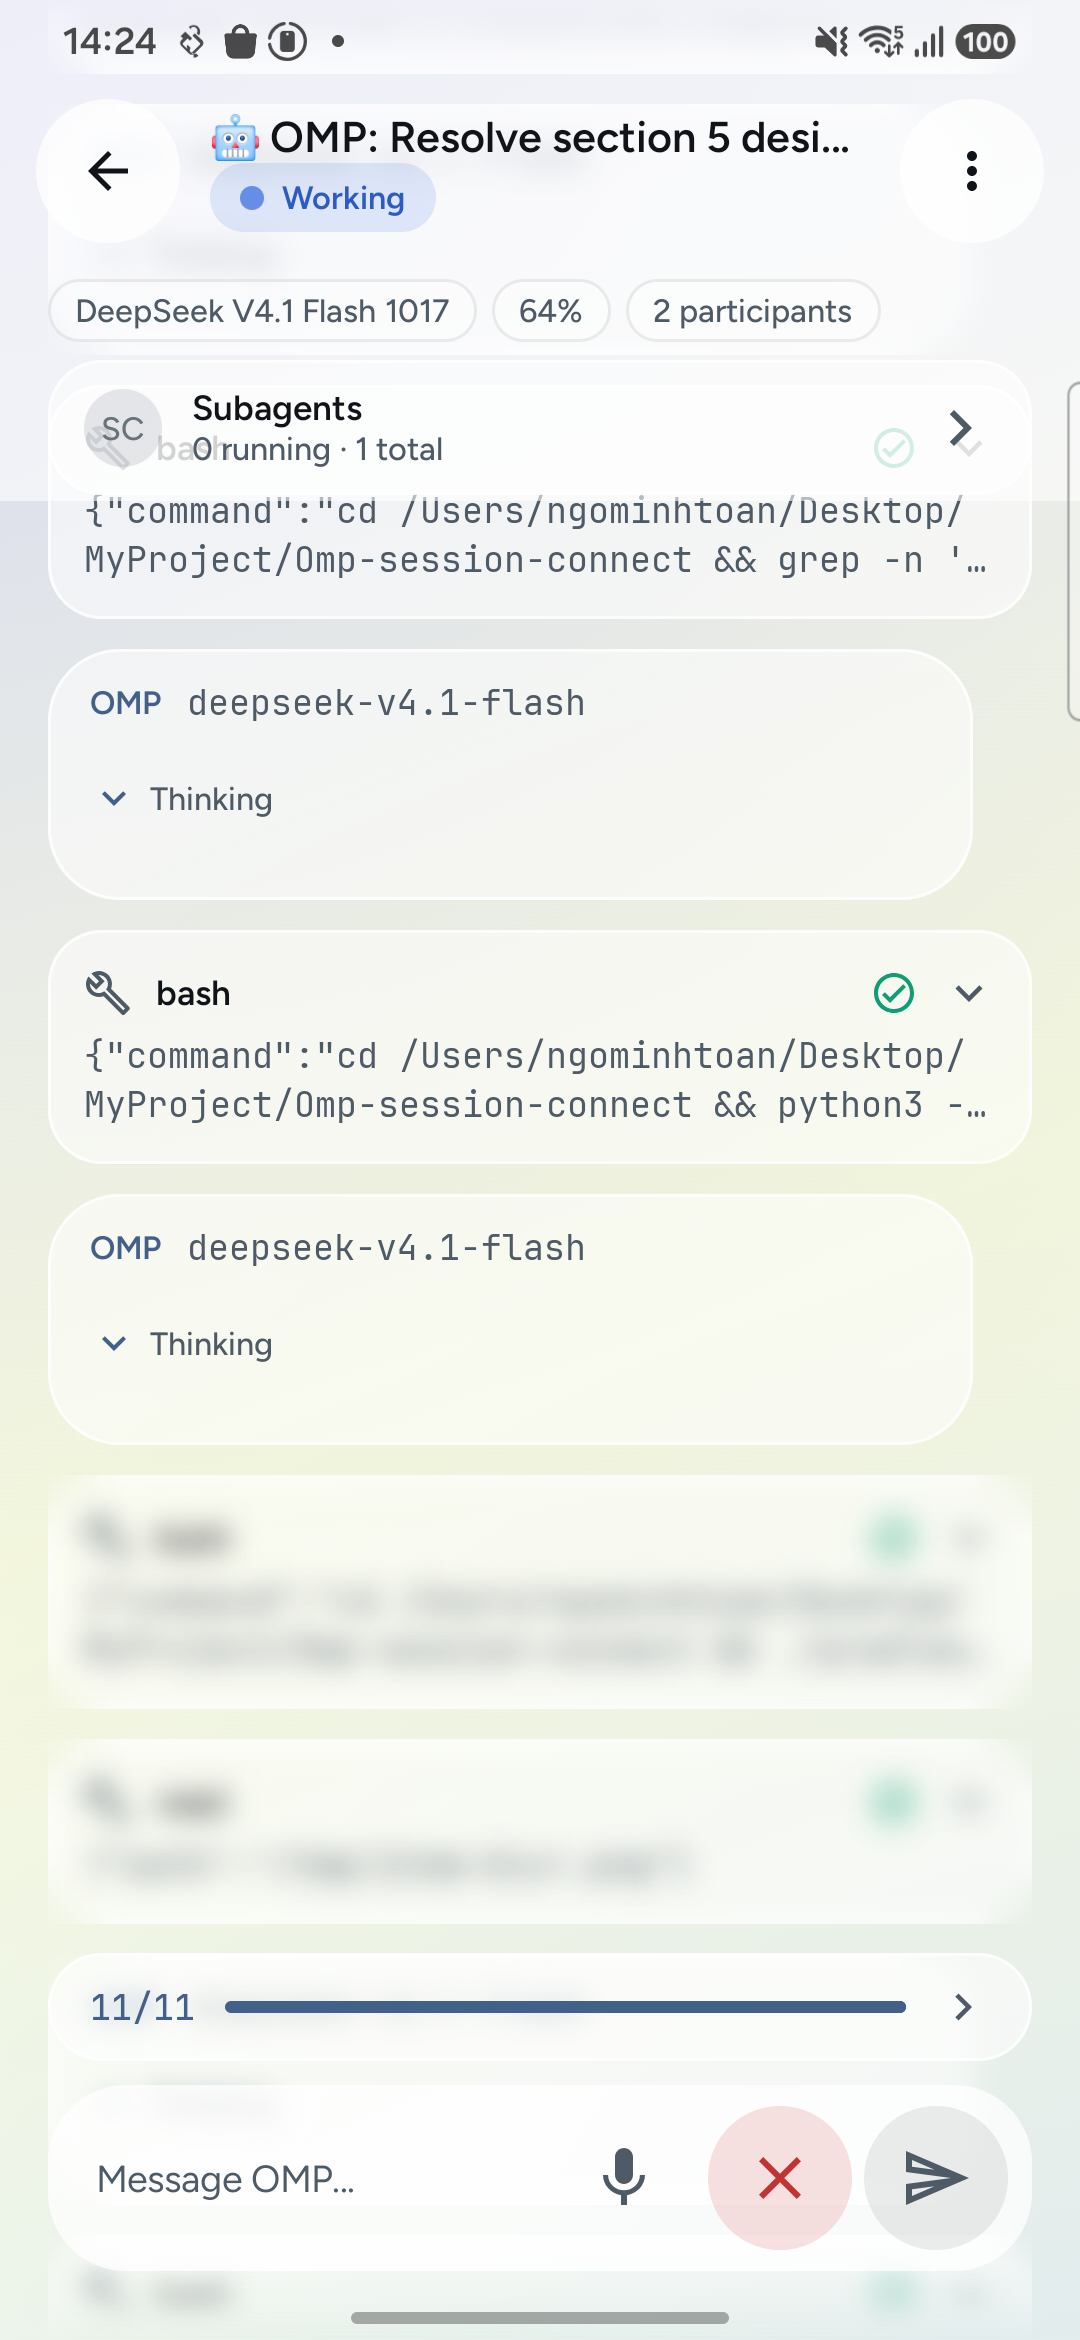 14:24
5
100
OMP: Resolve section 5 desi...
Working
DeepSeek V4.1 Flash 1017
64%
2 participants
SC
Subagents
bash
0 running · 1 total
{"command":"cd /Users/ngominhtoan/Desktop/
MyProject/Omp-session-connect && grep -n '…
OMP deepseek-v4.1-flash
Thinking
bash
{"command":"cd /Users/ngominhtoan/Desktop/
MyProject/Omp-session-connect && python3 -…
OMP deepseek-v4.1-flash
Thinking
11/11
Message OMP...